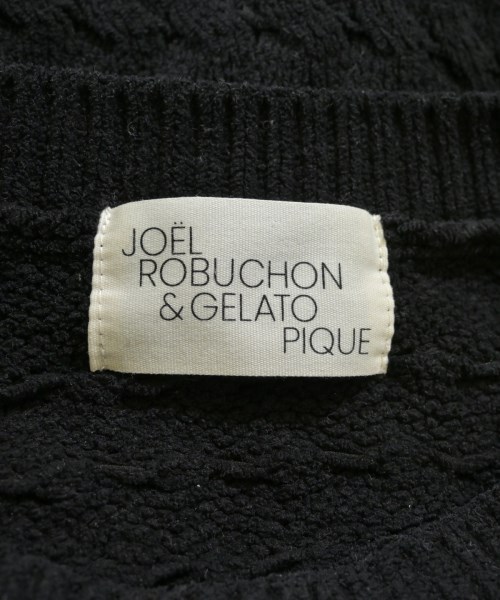 JOËL
ROBUCHON
& GELATO
PIQUE